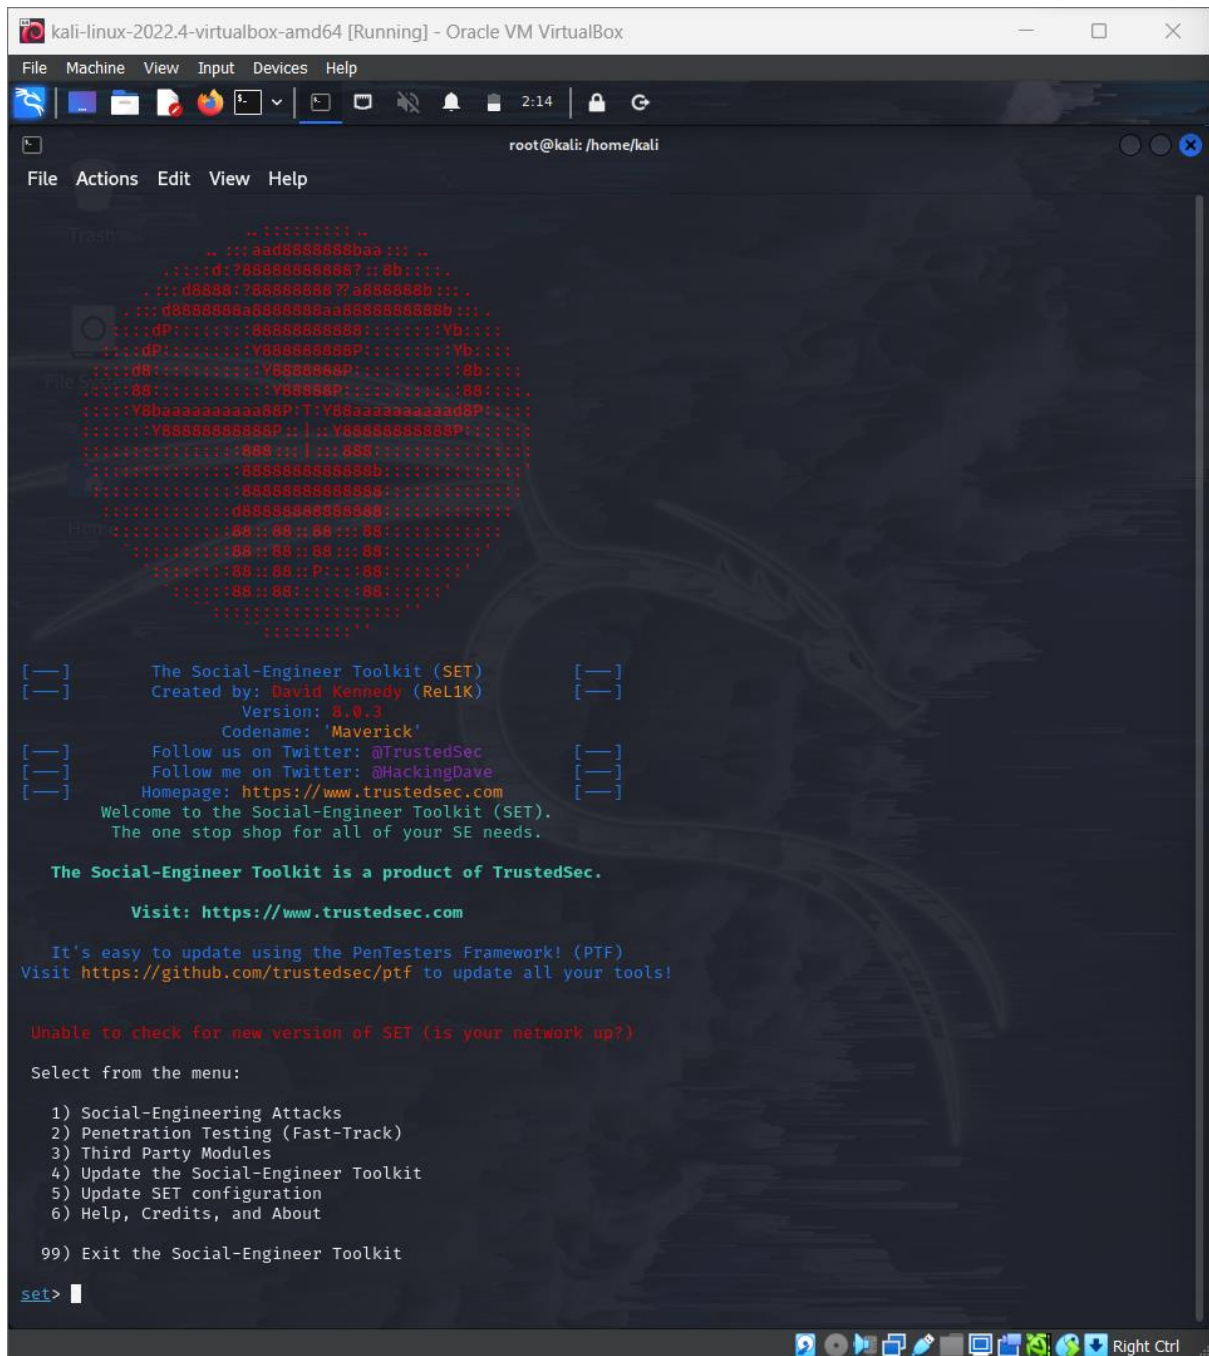 kali-linux-2022.4-virtualbox-amd64 [Running] - Oracle VM VirtualBox
File Machine View Input Devices Help
2:14
root@kali: /home/kali
File Actions Edit View Help
Trash
File Sys
Home
[—] The Social-Engineer Toolkit (SET) [—]
[—] Created by: David Kennedy (ReL1K) [—]
Version: 8.0.3
Codename: 'Maverick'
[—] Follow us on Twitter: @TrustedSec [—]
[—] Follow me on Twitter: @HackingDave [—]
[—] Homepage: https://www.trustedsec.com [—]
Welcome to the Social-Engineer Toolkit (SET).
The one stop shop for all of your SE needs.
The Social-Engineer Toolkit is a product of TrustedSec.
Visit: https://www.trustedsec.com
It's easy to update using the PenTesters Framework! (PTF)
Visit https://github.com/trustedsec/ptf to update all your tools!
Unable to check for new version of SET (is your network up?)
Select from the menu:
1) Social-Engineering Attacks
2) Penetration Testing (Fast-Track)
3) Third Party Modules
4) Update the Social-Engineer Toolkit
5) Update SET configuration
6) Help, Credits, and About
99) Exit the Social-Engineer Toolkit
set>
Right Ctrl